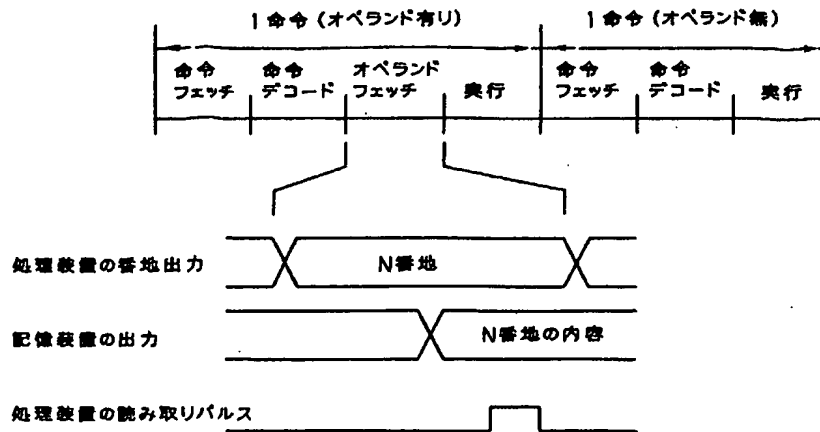 1命令(オペランド有り)
1命令(オペランド無)
命令
フェッチ
命令
デコード
オペランド
フェッチ
実行
命令
フェッチ
命令
デコード
実行
処理装置の番地出力
N番地
記憶装置の出力
N番地の内容
処理装置の読み取りパルス